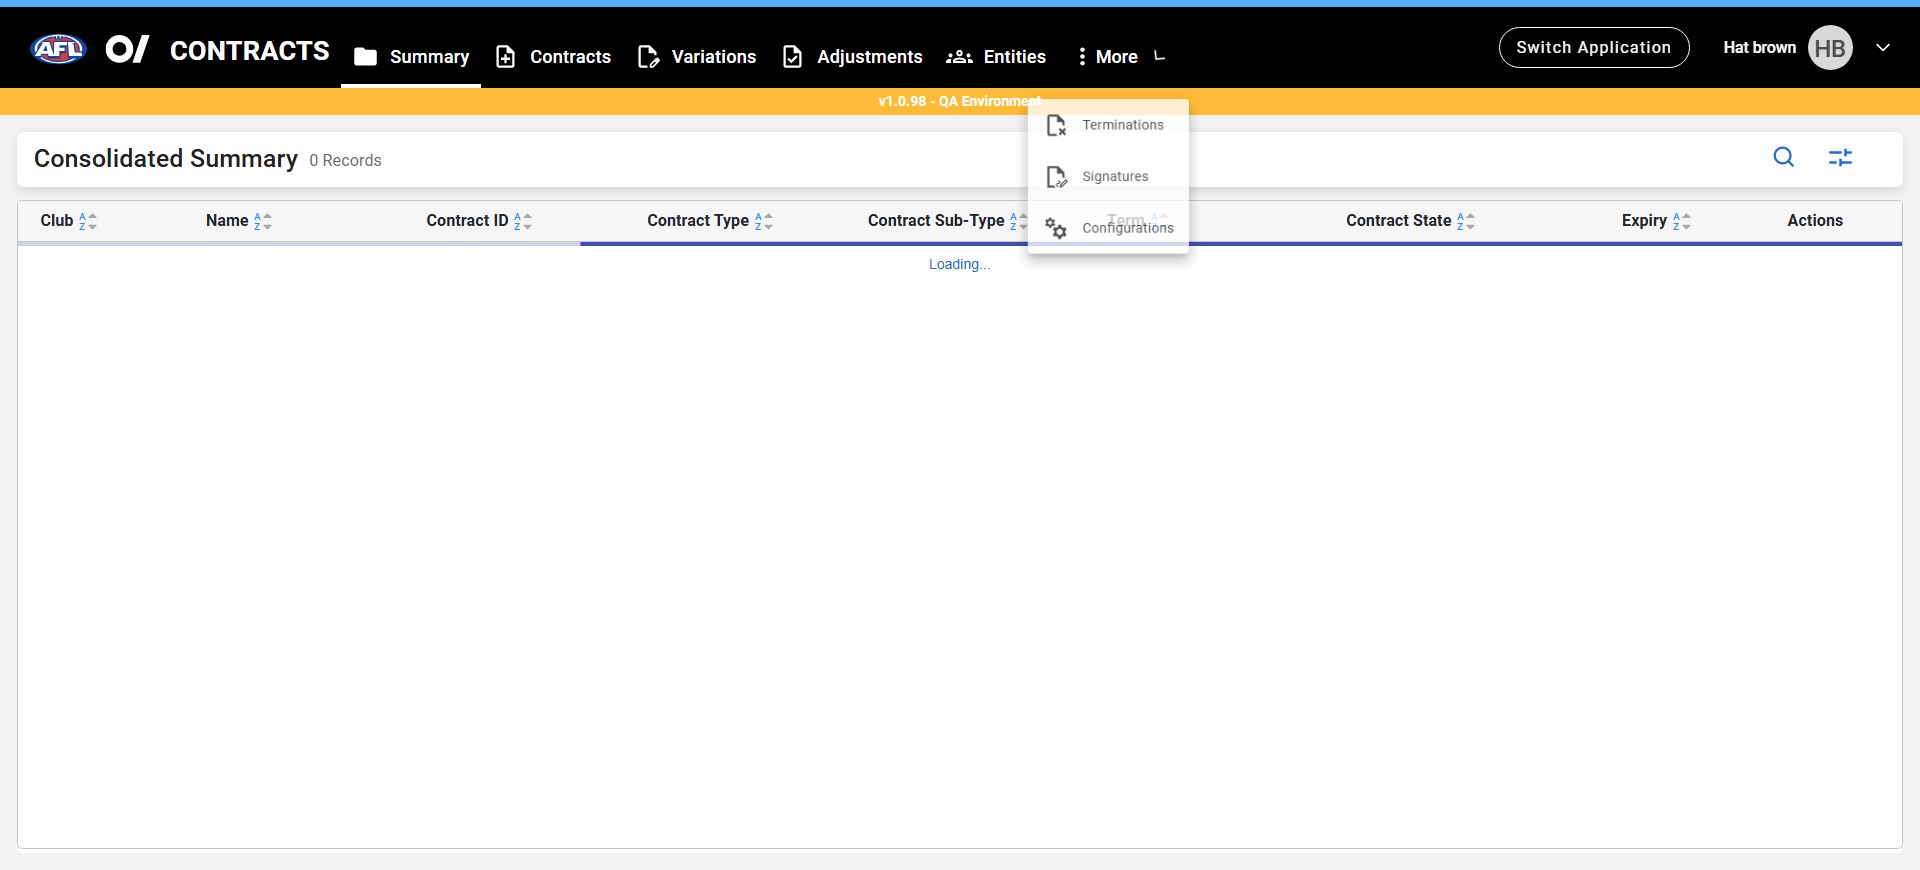 AFL O/ CONTRACTS Summary Contracts Variations Adjustments Entities More Switch Application Hat brown HB
v1.0.98 - QA Environment
Terminations
Consolidated Summary 0 Records
Signatures
Club Name Contract ID Contract Type Contract Sub-Type Term Contract State Expiry Actions
Configurations
Loading...